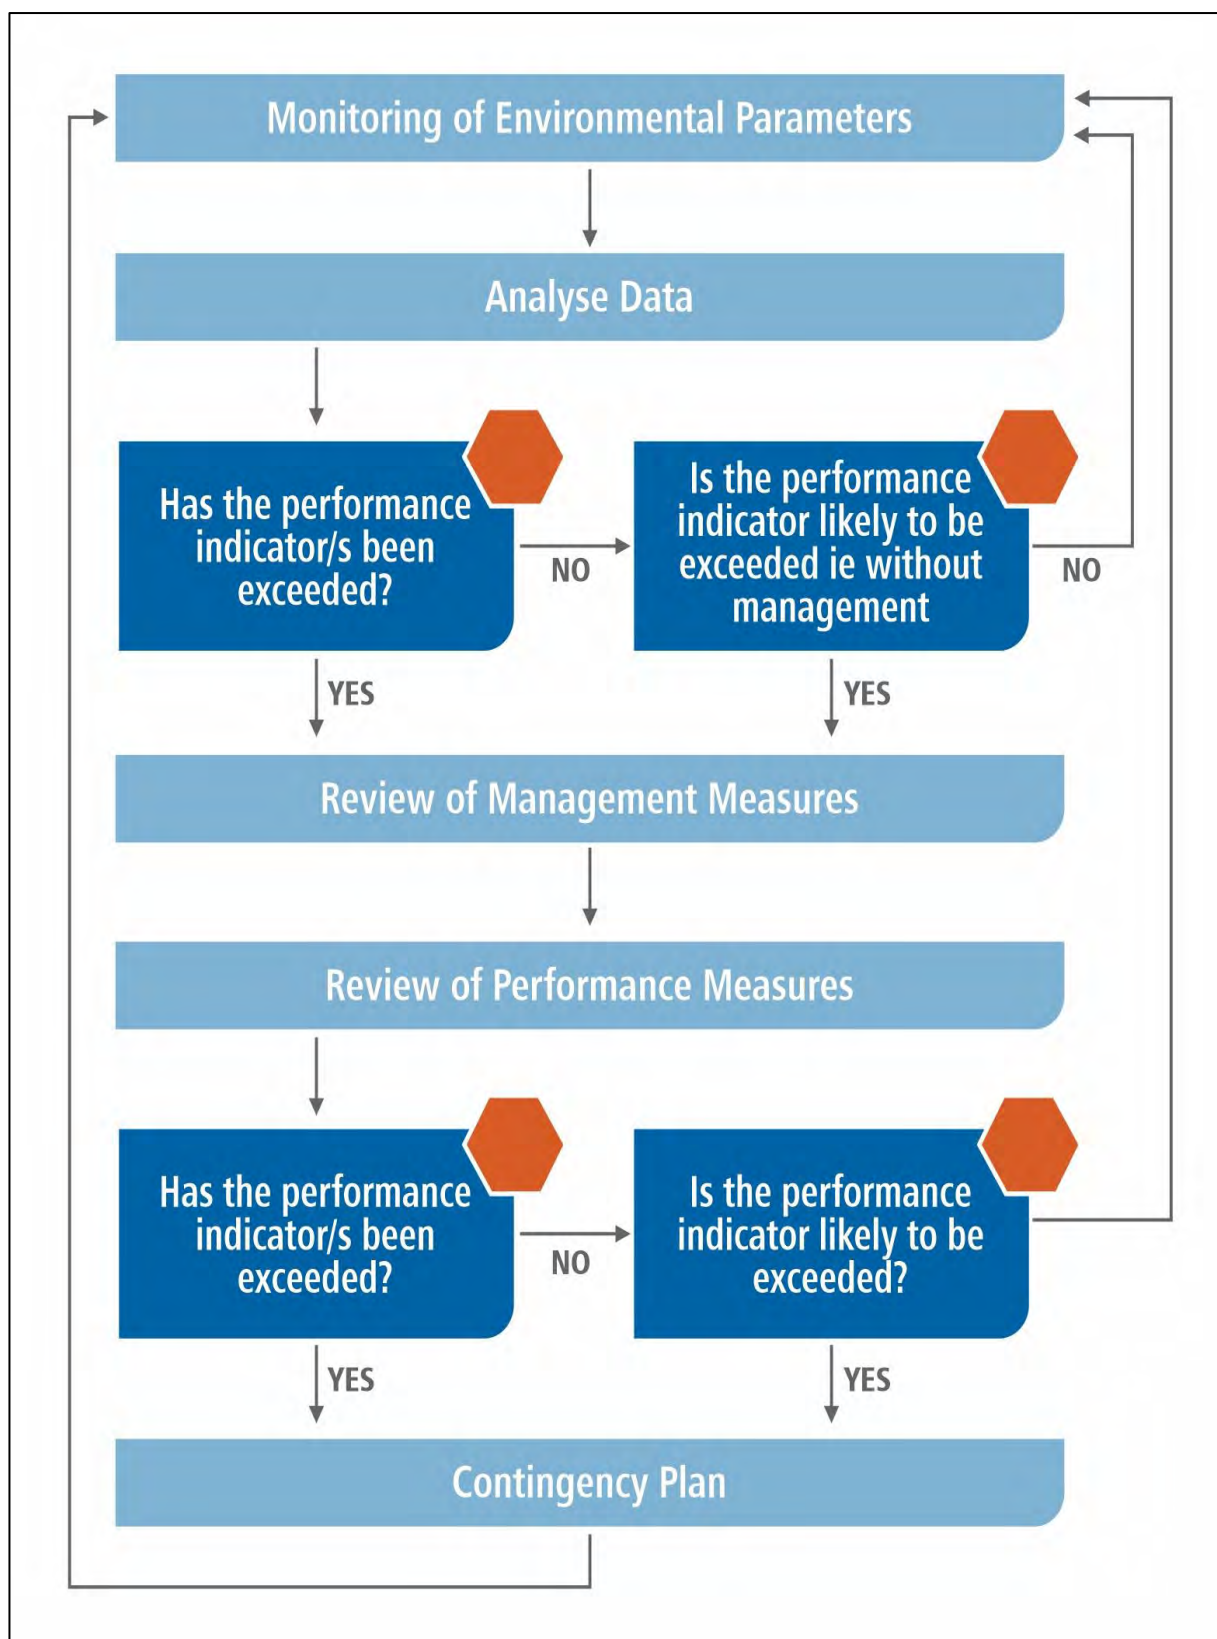 Monitoring of Environmental Parameters
Analyse Data
Has the performance
indicator/s been
exceeded?
NO
Is the performance
indicator likely to be
exceeded ie without
management
NO
YES
YES
Review of Management Measures
Review of Performance Measures
Has the performance
indicator/s been
exceeded?
NO
Is the performance
indicator likely to be
exceeded?
YES
YES
Contingency Plan